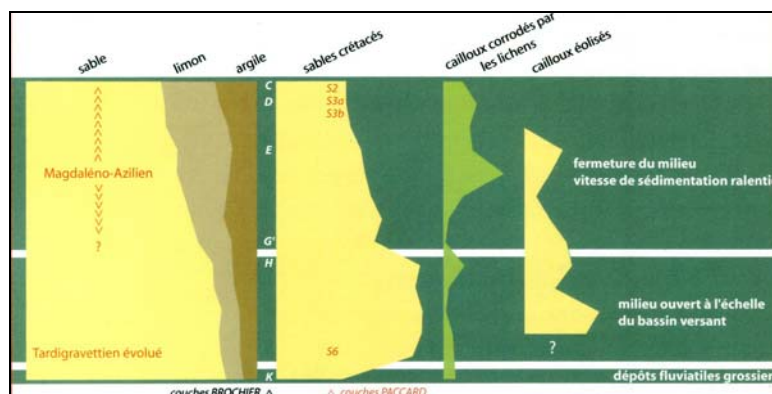 sable
limon
argile
sables crétacés
cailloux corrodés par
les lichens
cailloux éolisés
C
D
E
G'
H
K
S2
S3a
S3b
Magdaléno-Azilien
?
Tardigravettien évolué
S6
?
fermeture du milieu
vitesse de sédimentation ralentie
milieu ouvert à l'échelle
du bassin versant
dépôts fluviatiles grossier
couches BROCHIER ^
^ couches PACCARD